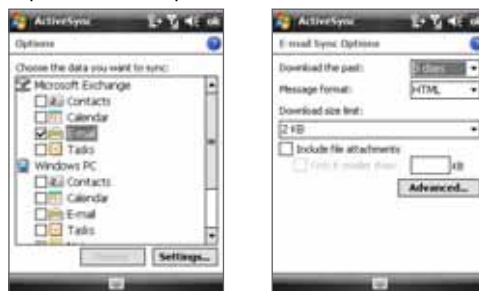 ActiveSync
ok
Options
Choose the data you want to sync:
Microsoft Exchange
Contacts
Calendar
E-mail
Tasks
Windows PC
Contacts
Calendar
E-mail
Tasks
Settings...
ActiveSync
ok
E-mail Sync Options
Download the past:
3 days
Message format:
HTML
Download size limit:
2 KB
Include file attachments
KB
Advanced...